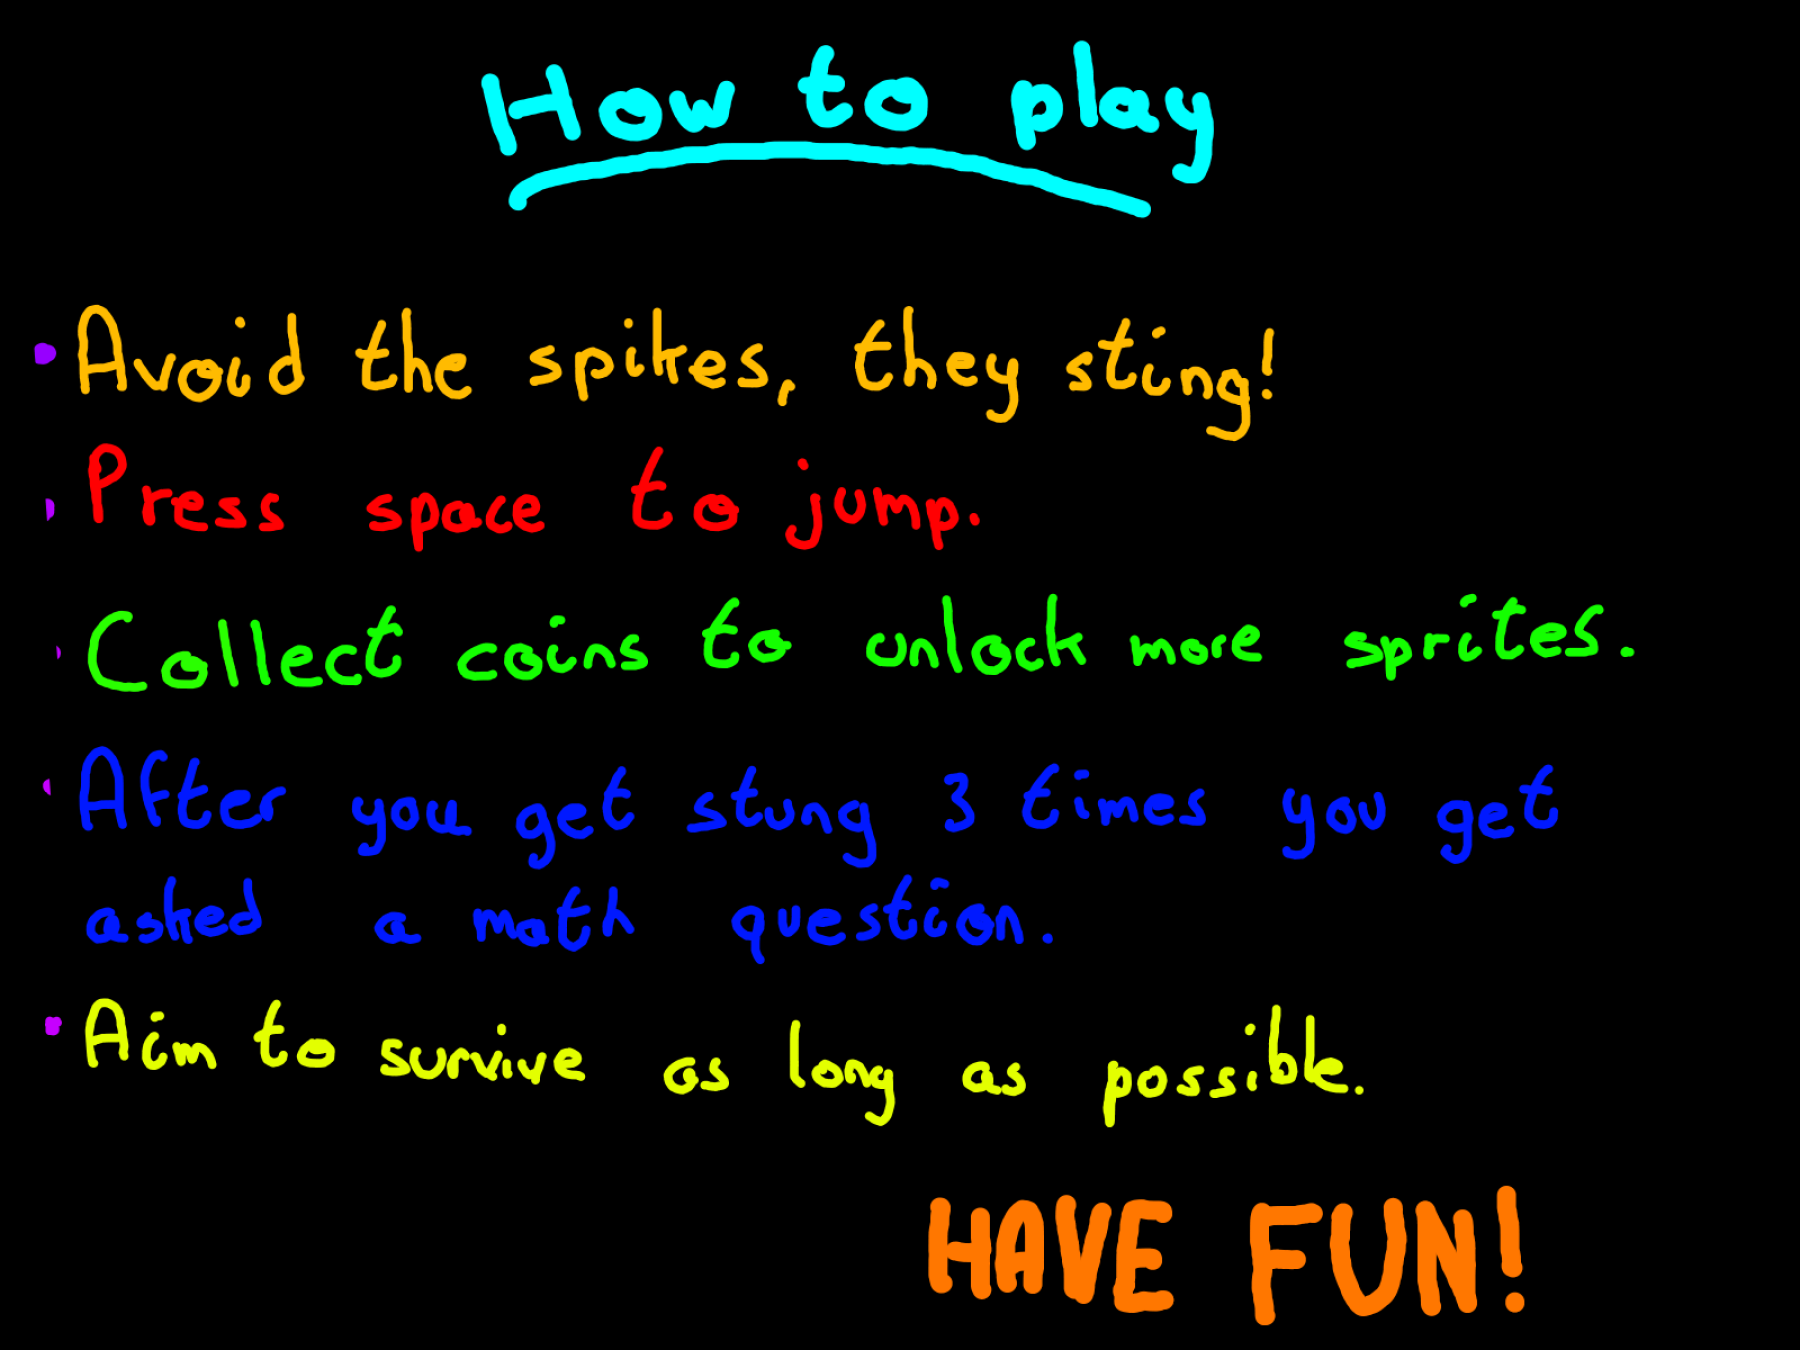 How to play
• Avoid the spikes, they sting!
• Press space to jump.
• Collect coins to unlock more sprites.
• After you get stung 3 times you get
asked a math question.
• Aim to survive as long as possible.
HAVE FUN!